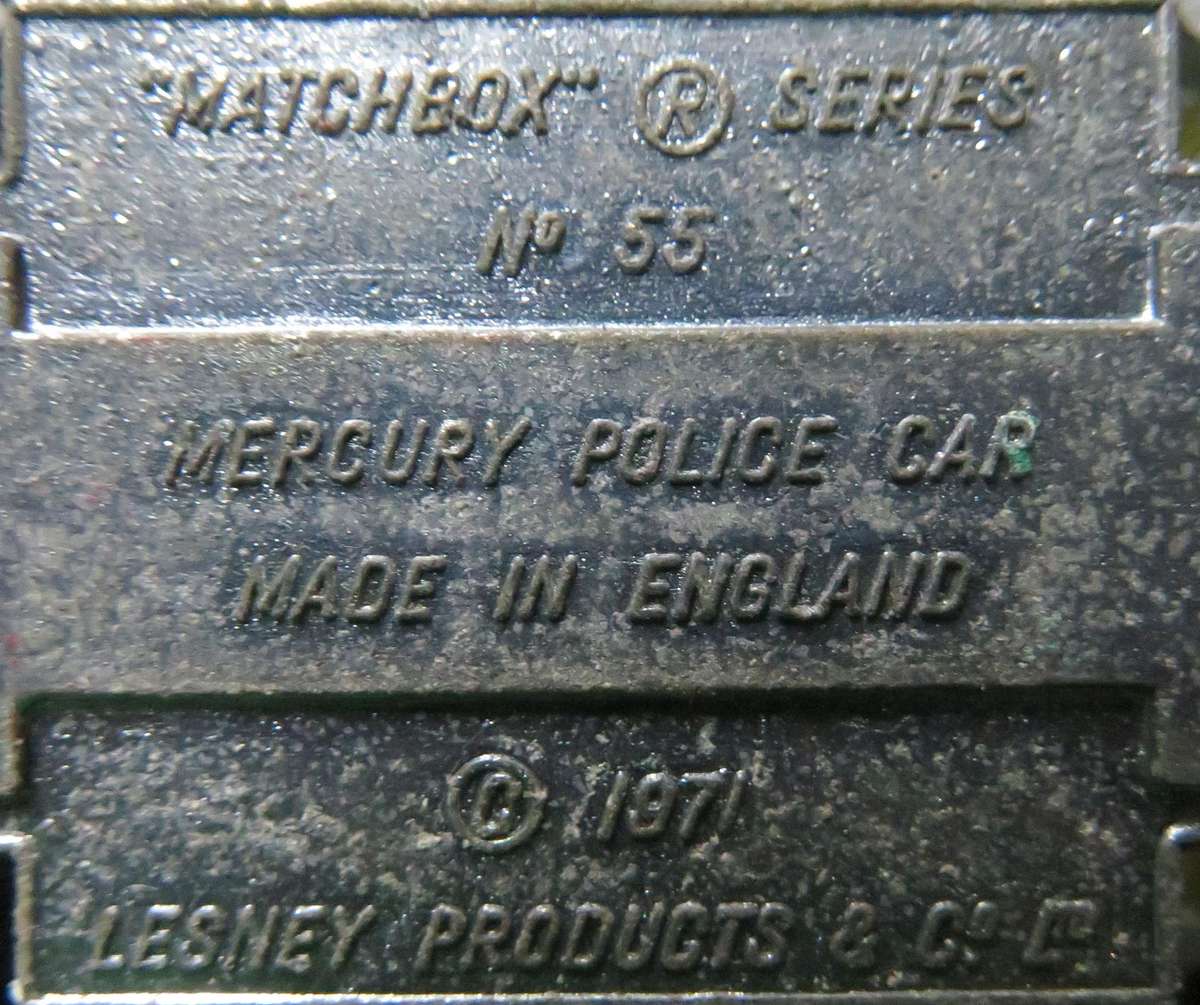 "MATCHBOX" ® SERIES
Nº 55
MERCURY POLICE CAR
MADE IN ENGLAND
© 1971
LESNEY PRODUCTS & Cº Lᵀᴰ